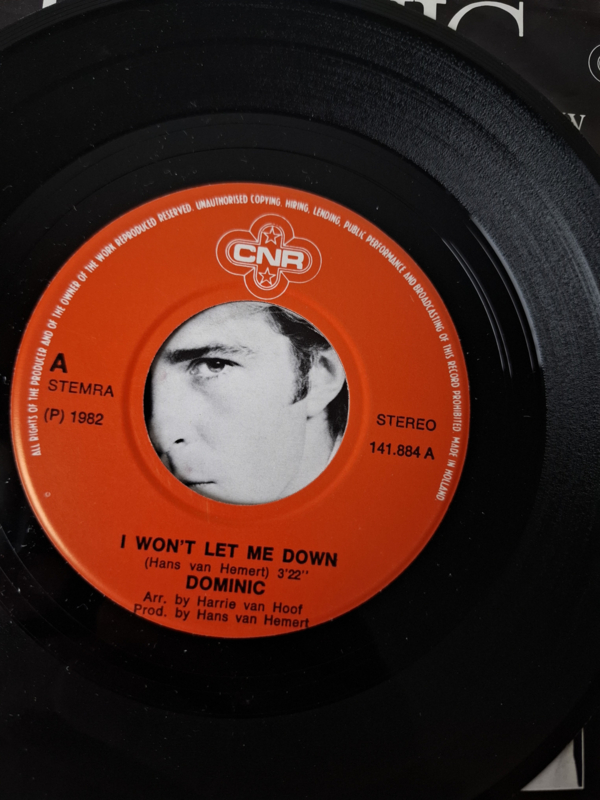 IC
ALL RIGHTS OF THE PRODUCER AND OF THE OWNER OF THE WORK REPRODUCED RESERVED. UNAUTHORISED COPYING, HIRING, LENDING, PUBLIC PERFORMANCE AND BROADCASTING OF THIS RECORD PROHIBITED. MADE IN HOLLAND
CNR
A
STEMRA
(P) 1982
STEREO
141.884 A
I WON'T LET ME DOWN
(Hans van Hemert) 3'22''
DOMINIC
Arr. by Harrie van Hoof
Prod. by Hans van Hemert